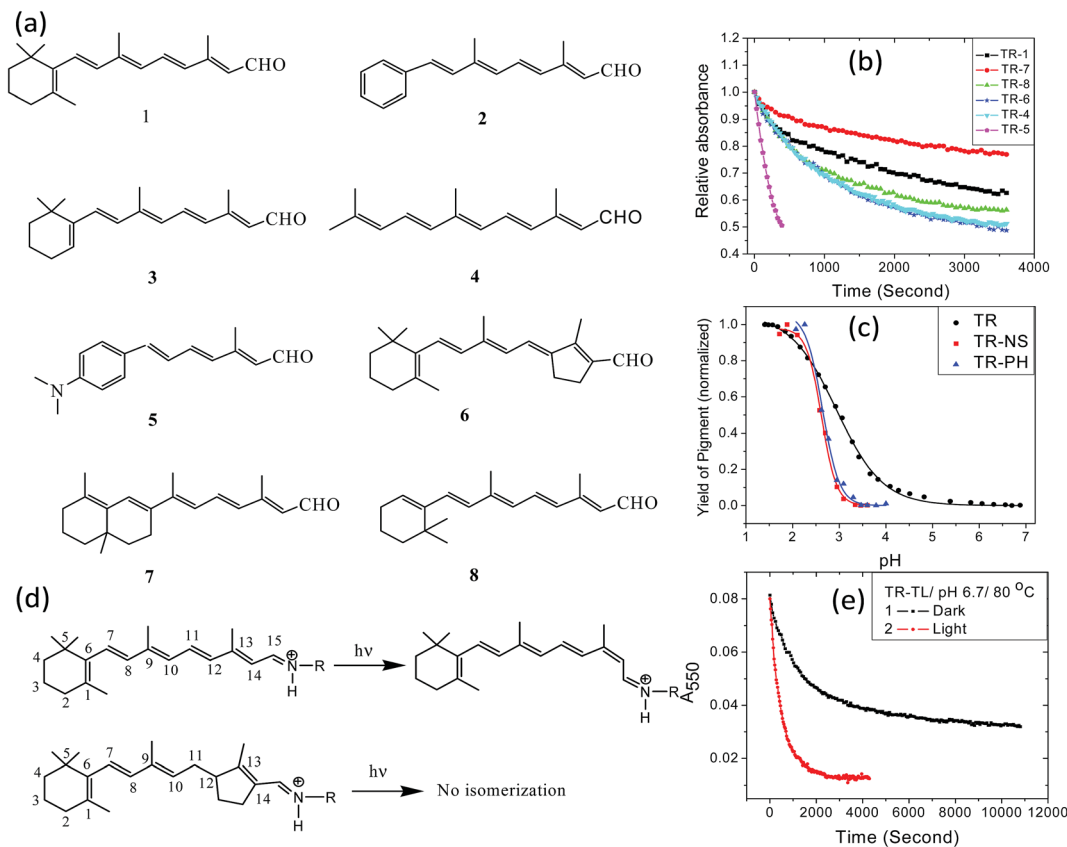 (a)
CHO
1
CHO
2
CHO
3
CHO
4
N
CHO
5
CHO
6
CHO
7
CHO
8
(b)
TR-1
TR-7
TR-8
TR-6
TR-4
TR-5
Relative absorbance
1.2
1.1
1.0
0.9
0.8
0.7
0.6
0.5
0.4
0 1000 2000 3000 4000
Time (Second)
(c)
TR
TR-NS
TR-PH
Yield of Pigment (normalized)
1.0
0.8
0.6
0.4
0.2
0.0
1 2 3 4 5 6 7
pH
(d)
5 7 11 13 15
4 6
3 8 9 10 12 14
2 1
⊕
N R
H
hν
⊕
N R
H
5 7 9 11 13
4 6
3 8 10 12 14
2 1
⊕
N R
H
hν
No isomerization
(e)
TR-TL/ pH 6.7/ 80 °C
1 Dark
2 Light
A550
0.08
0.06
0.04
0.02
0 2000 4000 6000 8000 10000 12000
Time (Second)